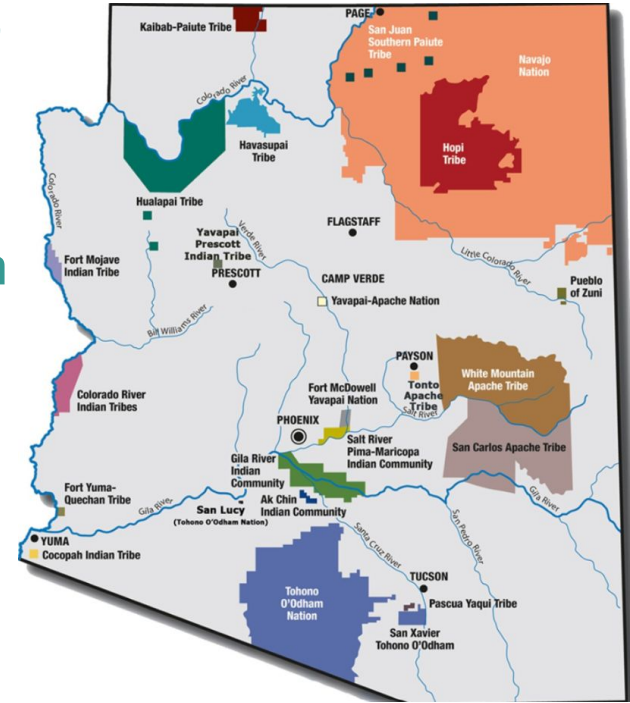 PAGE
Kaibab-Paiute Tribe
San Juan
Southern Paiute
Tribe
Navajo
Nation
Colorado River
Havasupai
Tribe
Hopi
Tribe
Colorado River
Hualapai Tribe
Verde River
FLAGSTAFF
Yavapai
Prescott
Indian Tribe
PRESCOTT
Fort Mojave
Indian Tribe
Little Colorado River
CAMP VERDE
Yavapai-Apache Nation
Pueblo
of Zuni
Bill Williams River
PAYSON
Tonto
Apache
Tribe
White Mountain
Apache Tribe
Colorado River
Indian Tribes
Fort McDowell
Yavapai Nation
Salt River
PHOENIX
Salt River
Pima-Maricopa
Indian Community
San Carlos Apache Tribe
Gila River
Indian
Community
Fort Yuma-
Quechan Tribe
Gila River
San Lucy
(Tohono O'Odham Nation)
Ak Chin
Indian Community
Gila River
YUMA
Cocopah Indian Tribe
Santa Cruz River
San Pedro River
Tohono
O'Odham
Nation
TUCSON
Pascua Yaqui Tribe
San Xavier
Tohono O'Odham